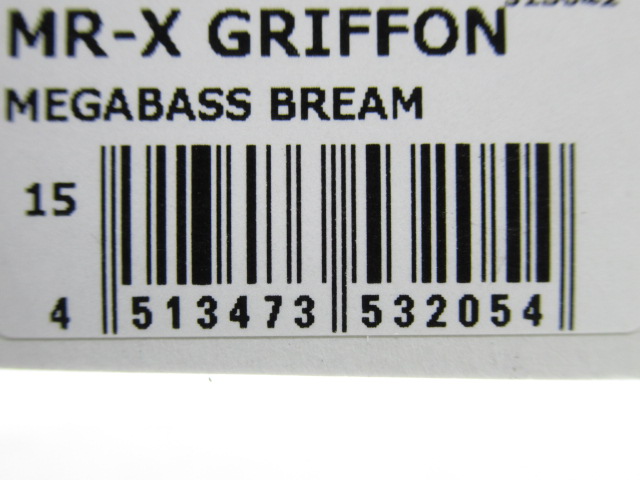 MR-X GRIFFON
MEGABASS BREAM
15
4 513473 532054